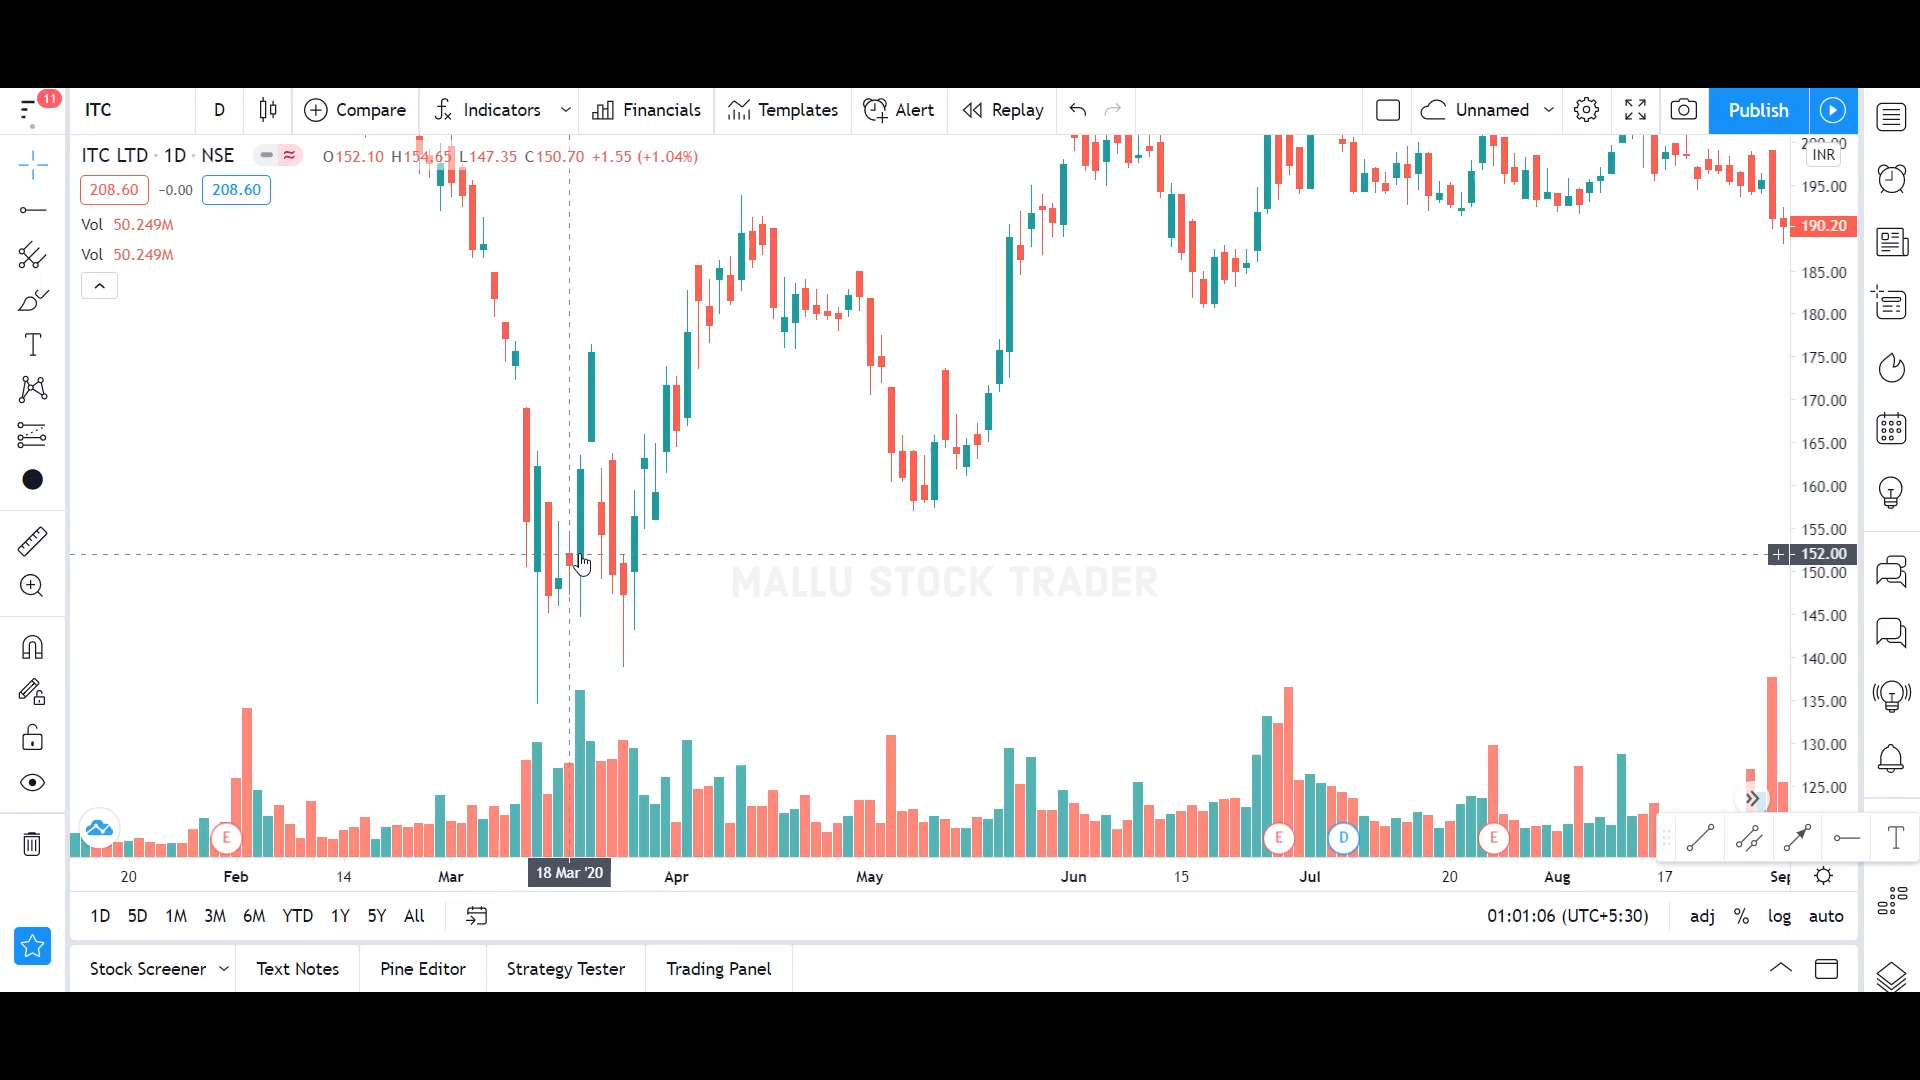 11
ITC D Compare Indicators Financials Templates Alert Replay Unnamed Publish
ITC LTD · 1D · NSE O152.10 H154.65 L147.35 C150.70 +1.55 (+1.04%)
INR
208.60 −0.00 208.60
Vol 50.249M
Vol 50.249M
200.00
195.00
190.20
185.00
180.00
175.00
170.00
165.00
160.00
155.00
152.00
150.00
145.00
140.00
135.00
130.00
125.00
MALLU STOCK TRADER
E E D E
20 Feb 14 Mar 18 Mar '20 Apr May Jun 15 Jul 20 Aug 17 Sep
1D 5D 1M 3M 6M YTD 1Y 5Y All 01:01:06 (UTC+5:30) adj % log auto
Stock Screener Text Notes Pine Editor Strategy Tester Trading Panel